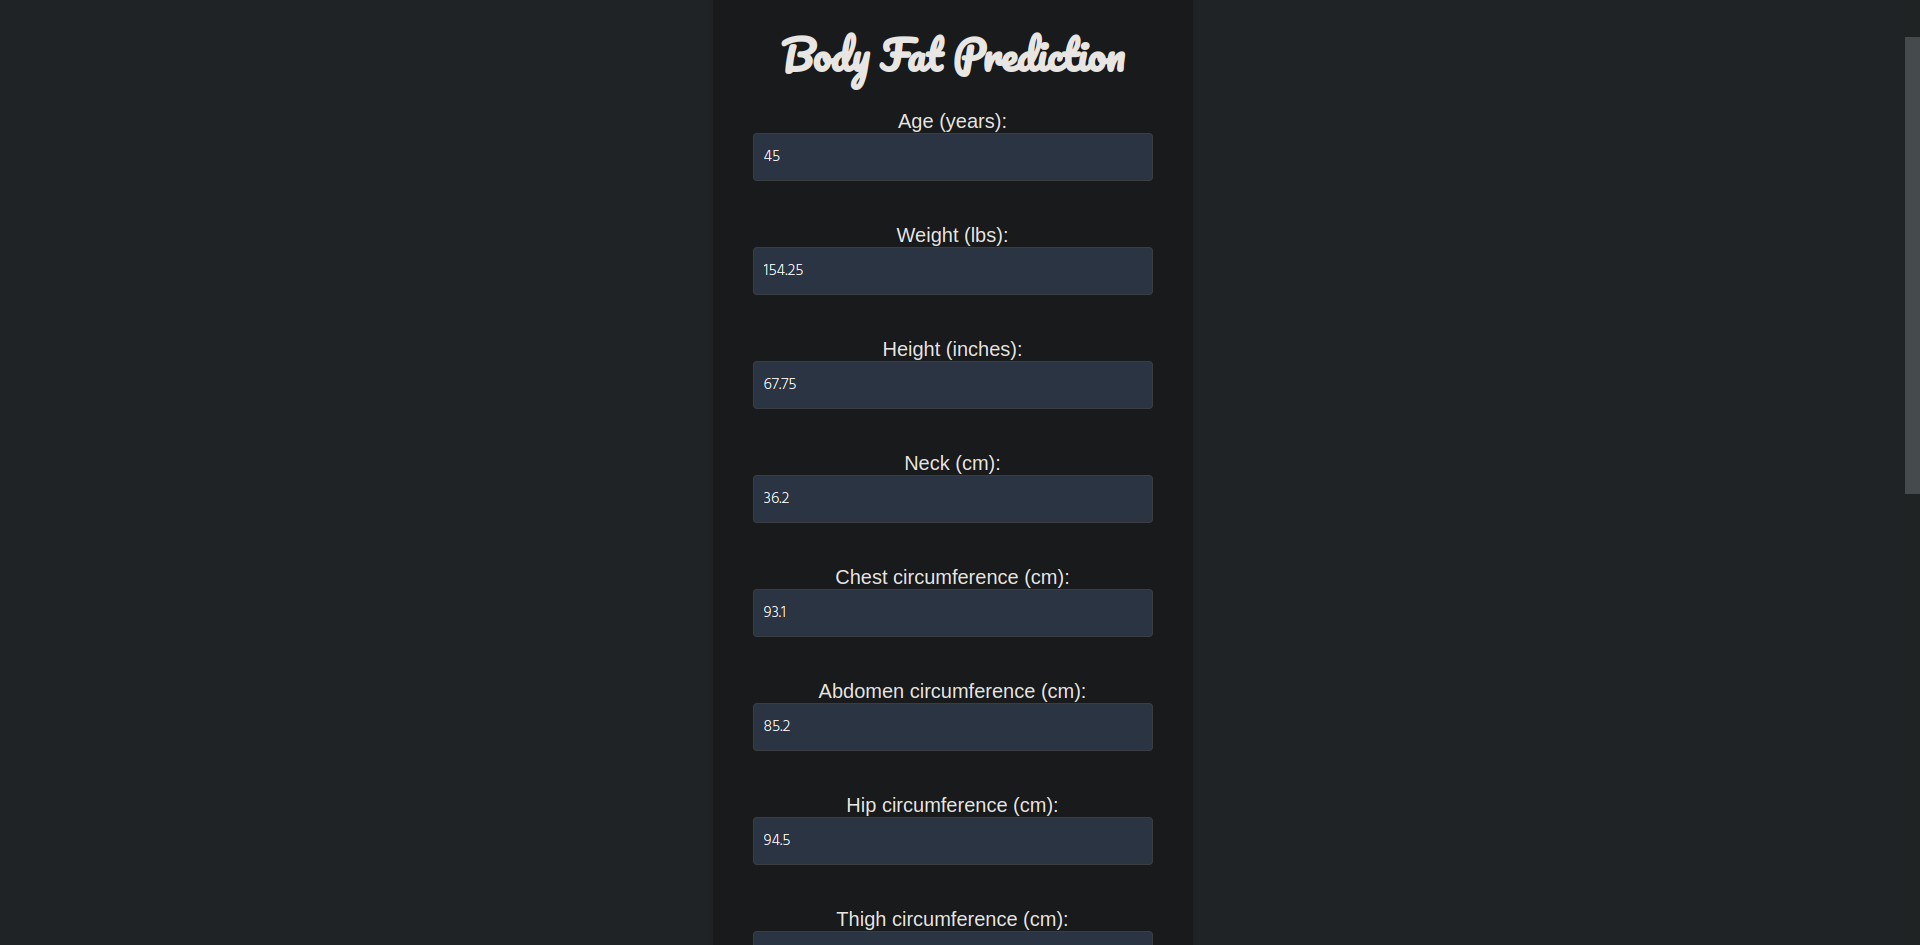 Body Fat Prediction
Age (years):
45
Weight (lbs):
154.25
Height (inches):
67.75
Neck (cm):
36.2
Chest circumference (cm):
93.1
Abdomen circumference (cm):
85.2
Hip circumference (cm):
94.5
Thigh circumference (cm):